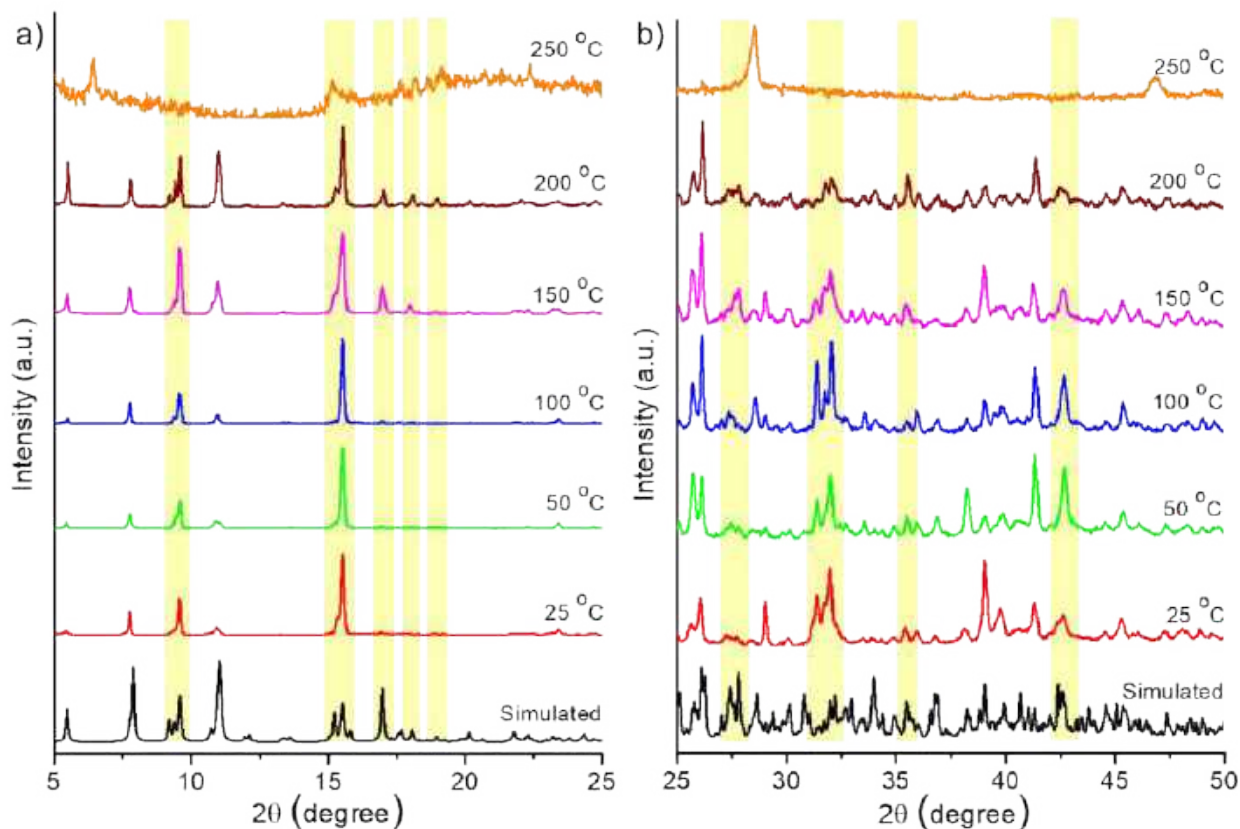 a)
250 °C
200 °C
150 °C
100 °C
50 °C
25 °C
Simulated
Intensity (a.u.)
5 10 15 20 25
2θ (degree)
b)
250 °C
200 °C
150 °C
100 °C
50 °C
25 °C
Simulated
Intensity (a.u.)
25 30 35 40 45 50
2θ (degree)